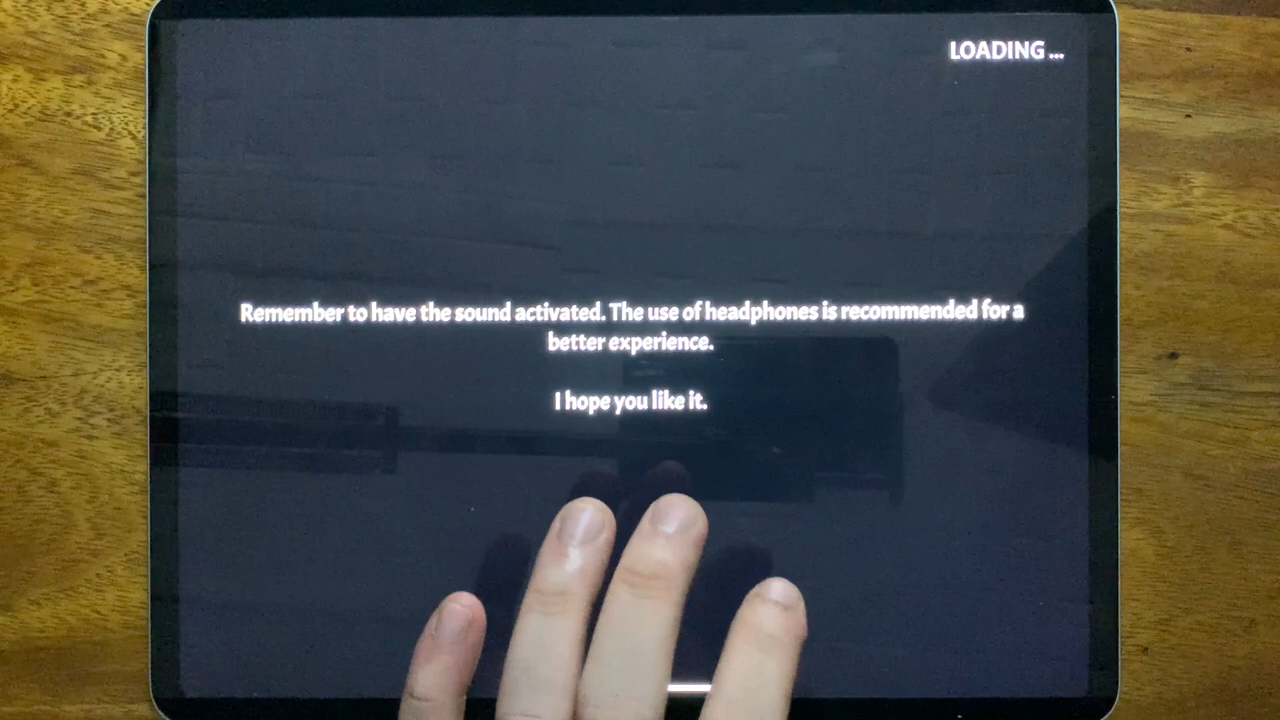 LOADING ...
Remember to have the sound activated. The use of headphones is recommended for a
better experience.
I hope you like it.